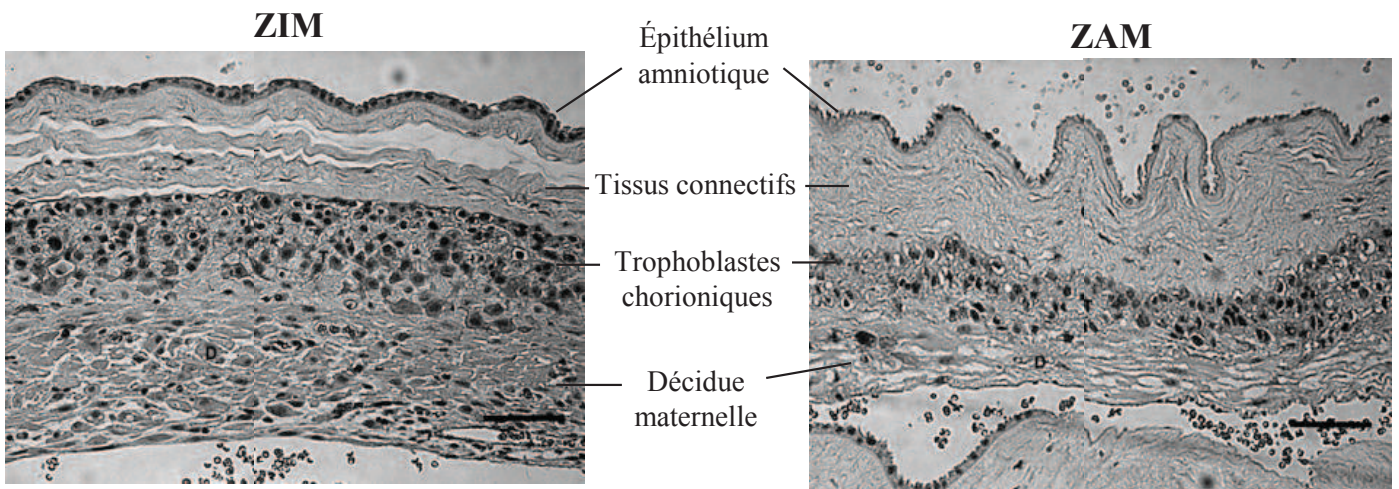 ZIM
ZAM
Épithélium
amniotique
Tissus connectifs
Trophoblastes
chorioniques
Décidue
maternelle
D
D